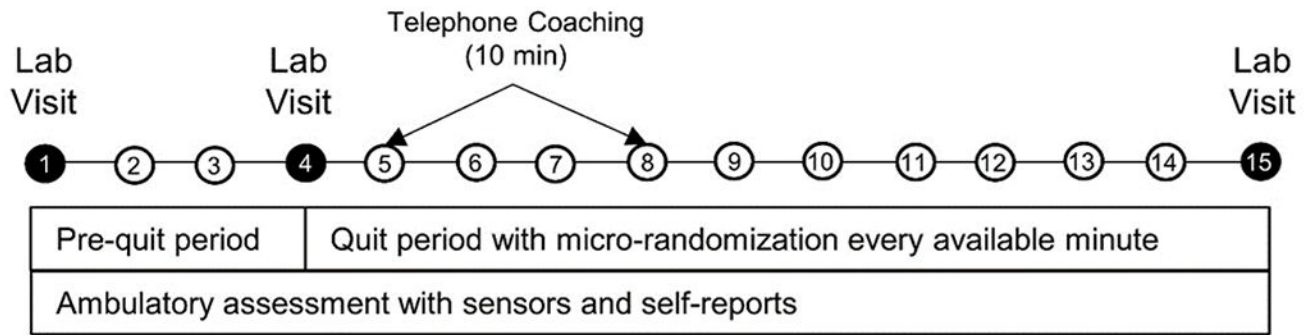 Telephone Coaching
(10 min)
Lab
Visit
Lab
Visit
Lab
Visit
1 2 3 4 5 6 7 8 9 10 11 12 13 14 15
Pre-quit period
Quit period with micro-randomization every available minute
Ambulatory assessment with sensors and self-reports